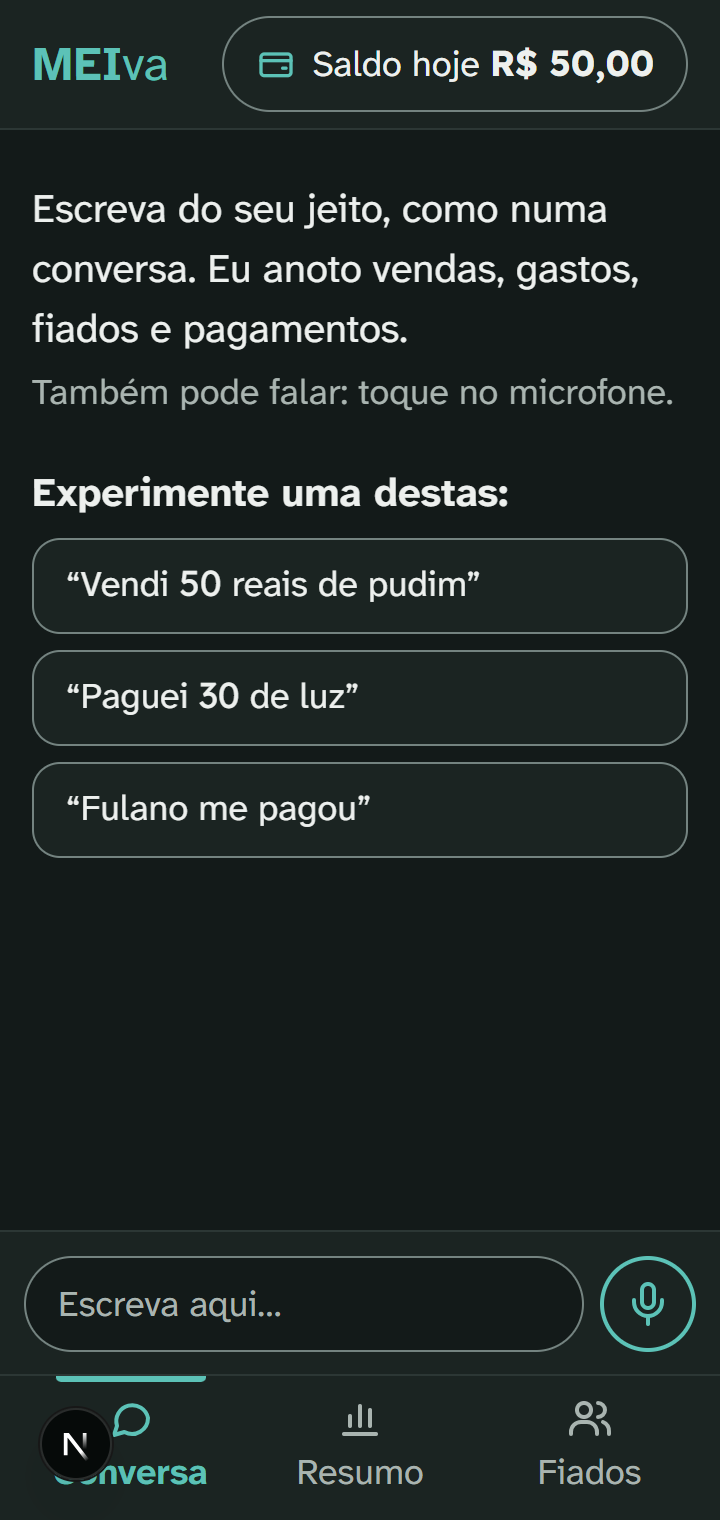 MEIva
Saldo hoje R$ 50,00
Escreva do seu jeito, como numa
conversa. Eu anoto vendas, gastos,
fiados e pagamentos.
Também pode falar: toque no microfone.
Experimente uma destas:
“Vendi 50 reais de pudim”
“Paguei 30 de luz”
“Fulano me pagou”
Escreva aqui...
N
Conversa
Resumo
Fiados